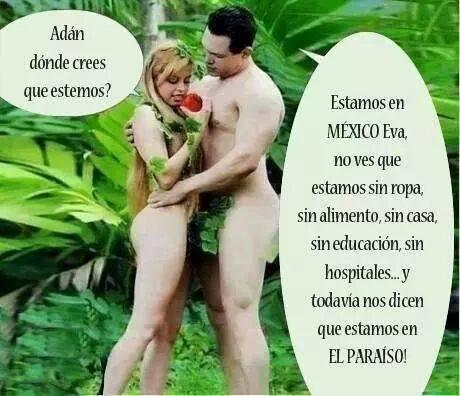 Adán
dónde crees
que estemos?
Estamos en
MÉXICO Eva,
no ves que
estamos sin ropa,
sin alimento, sin casa,
sin educación, sin
hospitales... y
todavía nos dicen
que estamos en
EL PARAÍSO!